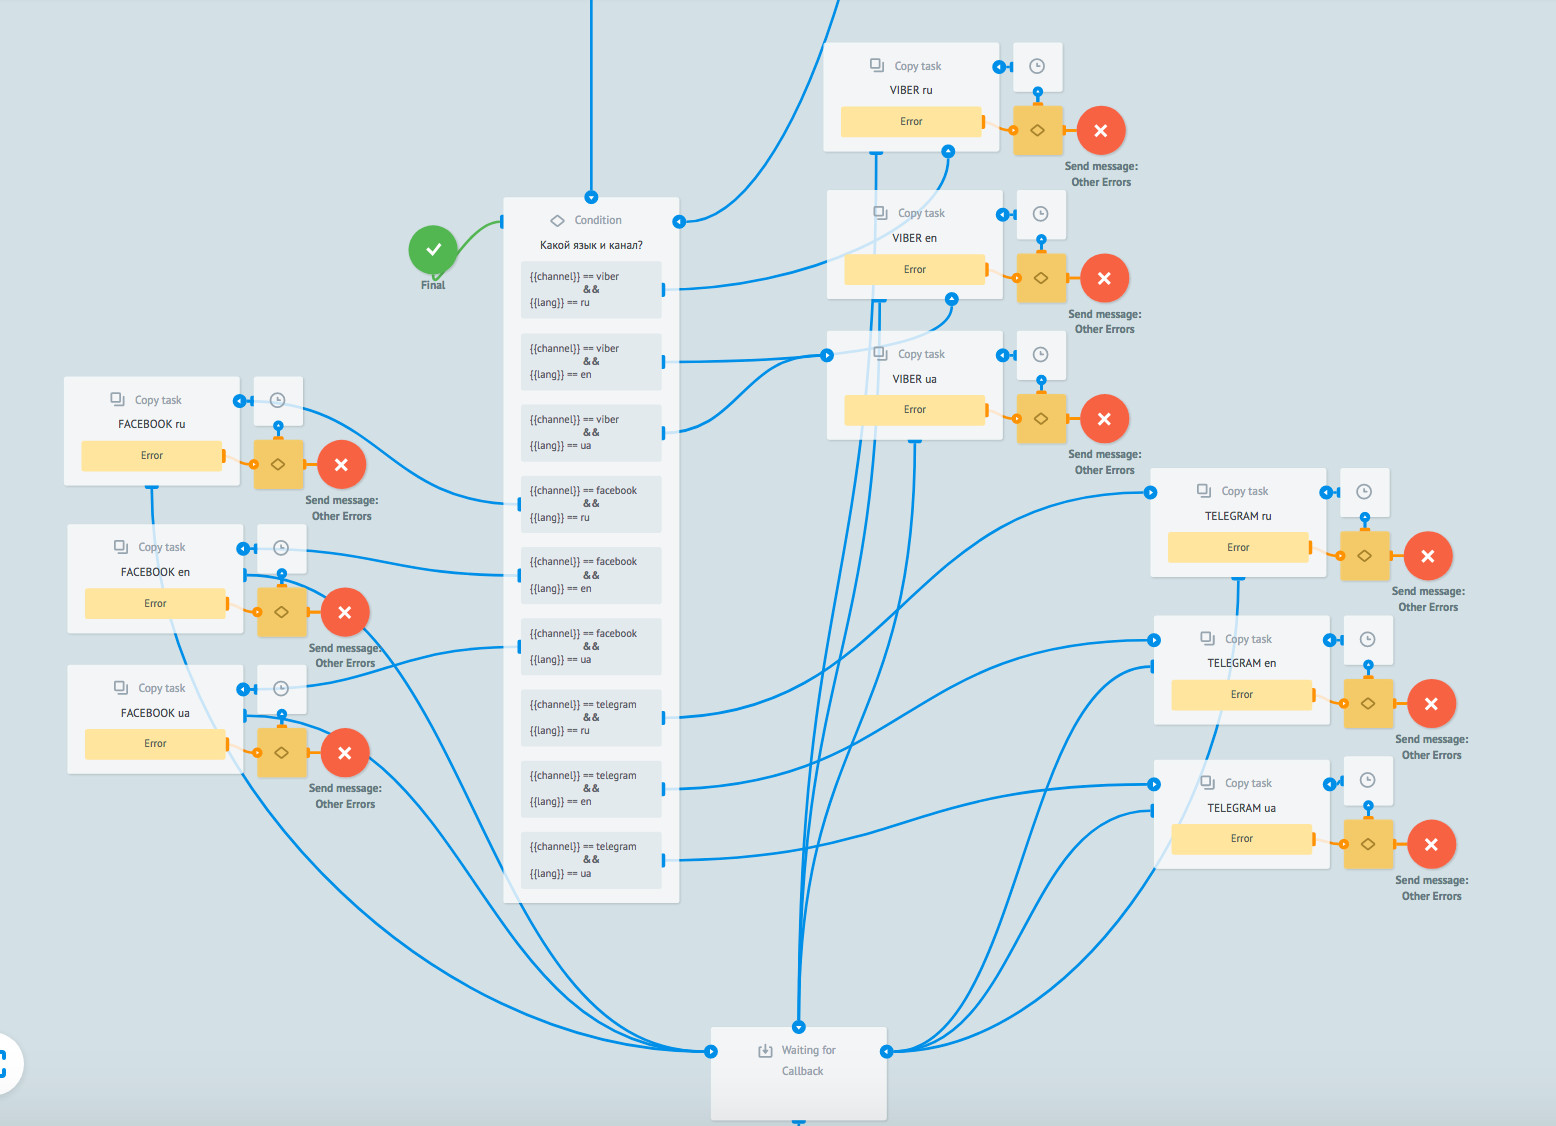 Copy task
VIBER ru
Error
Send message:
Other Errors
Copy task
VIBER en
Error
Send message:
Other Errors
Copy task
VIBER ua
Error
Send message:
Other Errors
Final
Condition
Какой язык и канал?
{{channel}} == viber
&&
{{lang}} == ru
{{channel}} == viber
&&
{{lang}} == en
{{channel}} == viber
&&
{{lang}} == ua
{{channel}} == facebook
&&
{{lang}} == ru
{{channel}} == facebook
&&
{{lang}} == en
{{channel}} == facebook
&&
{{lang}} == ua
{{channel}} == telegram
&&
{{lang}} == ru
{{channel}} == telegram
&&
{{lang}} == en
{{channel}} == telegram
&&
{{lang}} == ua
Copy task
FACEBOOK ru
Error
Send message:
Other Errors
Copy task
FACEBOOK en
Error
Send message:
Other Errors
Copy task
FACEBOOK ua
Error
Send message:
Other Errors
Copy task
TELEGRAM ru
Error
Send message:
Other Errors
Copy task
TELEGRAM en
Error
Send message:
Other Errors
Copy task
TELEGRAM ua
Error
Send message:
Other Errors
Waiting for
Callback